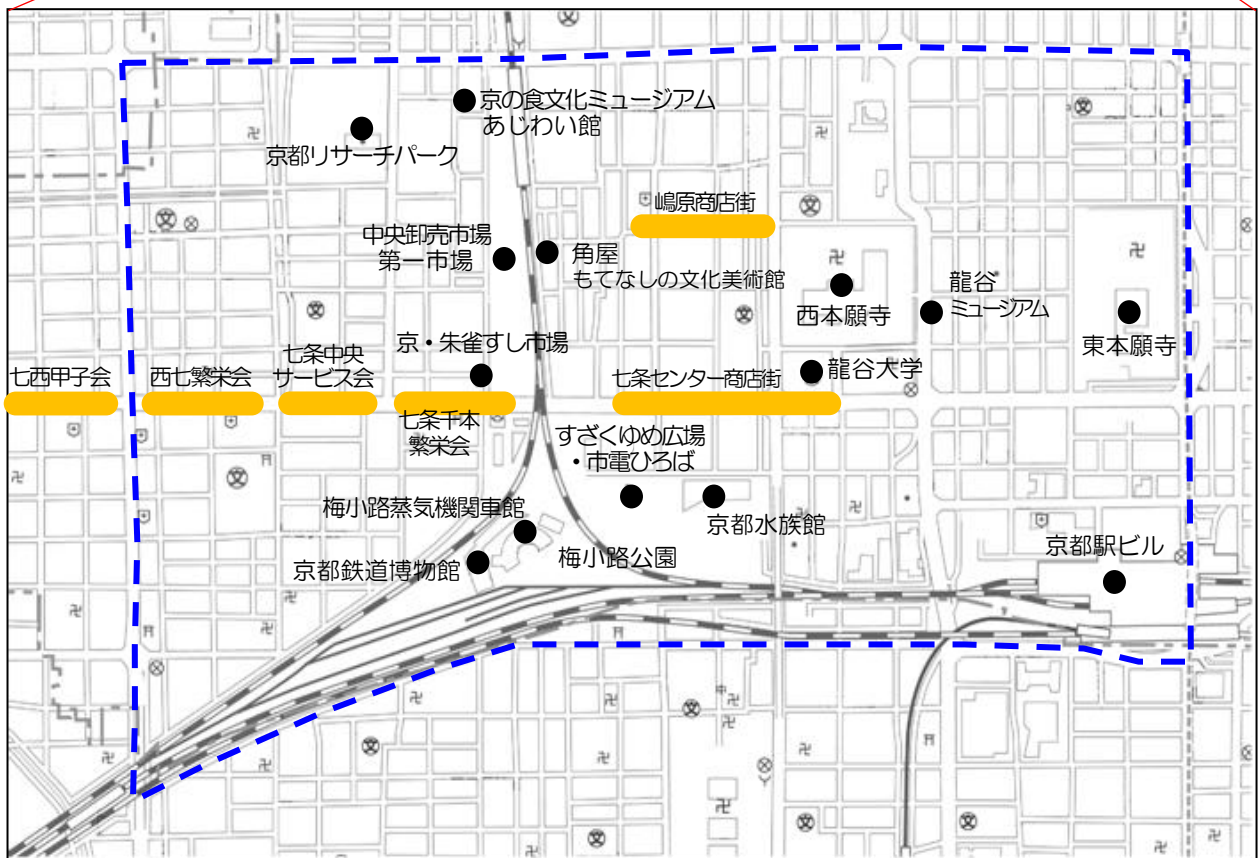 京の食文化ミュージアム
あじわい館
京都リサーチパーク
嶋原商店街
中央卸売市場
第一市場
角屋
もてなしの文化美術館
西本願寺
龍谷
ミュージアム
東本願寺
京・朱雀すし市場
龍谷大学
七西甲子会
西七繁栄会
七条中央
サービス会
七条センター商店街
七条千本
繁栄会
すざくゆめ広場
・市電ひろば
梅小路蒸気機関車館
京都水族館
京都鉄道博物館
梅小路公園
京都駅ビル